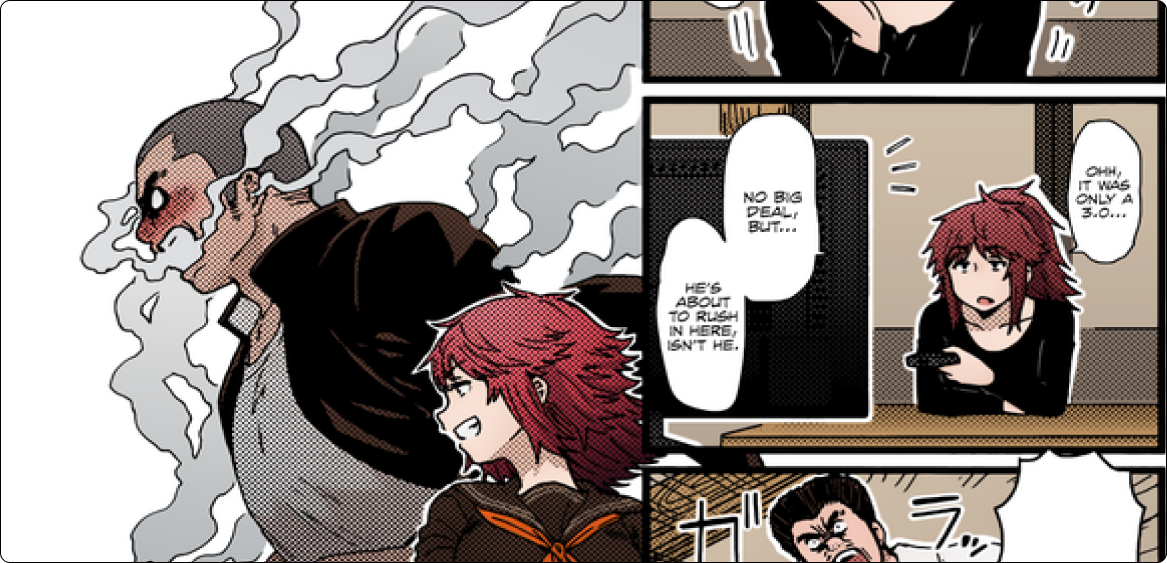 OHH,
IT WAS
ONLY A
3.0...
NO BIG
DEAL,
BUT...
HE'S
ABOUT
TO RUSH
IN HERE,
ISN'T HE.
ガ
ラッ